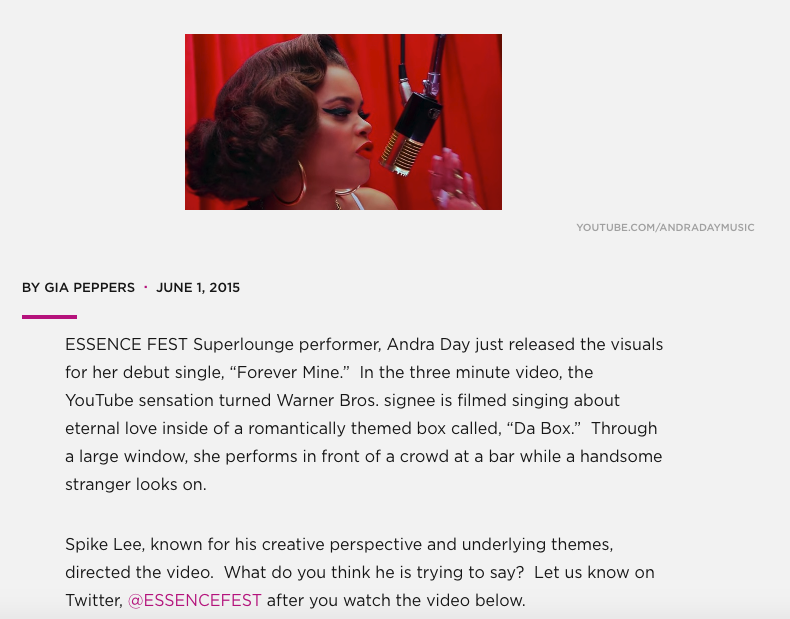 YOUTUBE.COM/ANDRADAYMUSIC
BY GIA PEPPERS · JUNE 1, 2015
ESSENCE FEST Superlounge performer, Andra Day just released the visuals
for her debut single, “Forever Mine.”  In the three minute video, the
YouTube sensation turned Warner Bros. signee is filmed singing about
eternal love inside of a romantically themed box called, “Da Box.”  Through
a large window, she performs in front of a crowd at a bar while a handsome
stranger looks on.
Spike Lee, known for his creative perspective and underlying themes,
directed the video.  What do you think he is trying to say?  Let us know on
Twitter, @ESSENCEFEST after you watch the video below.